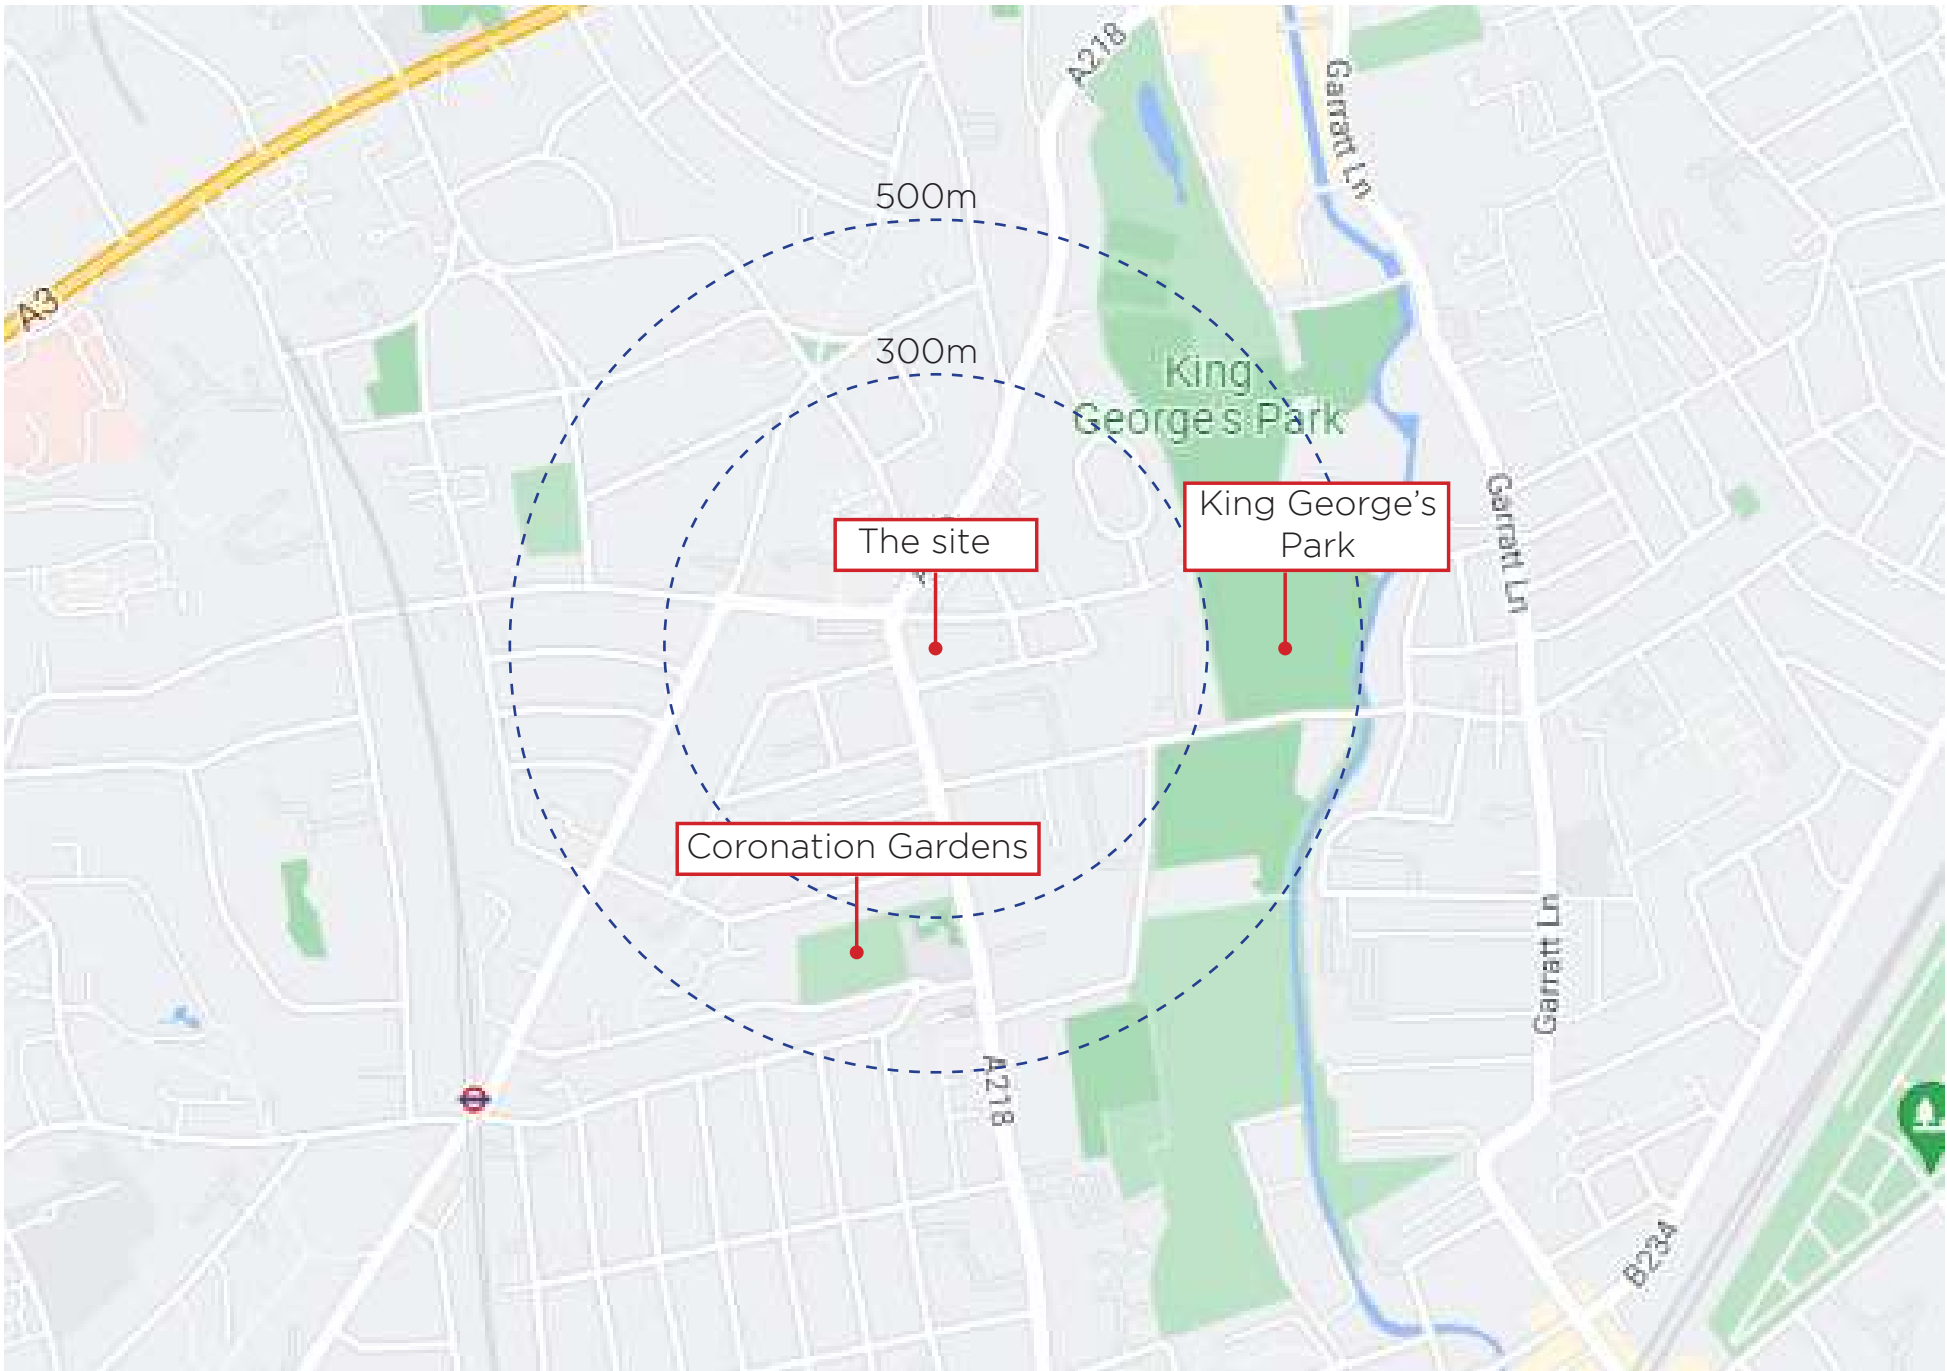 A218
Garratt Ln
500m
A3
300m
King
George's Park
King George's
Park
The site
Garratt Ln
Coronation Gardens
Garratt Ln
A218
B234